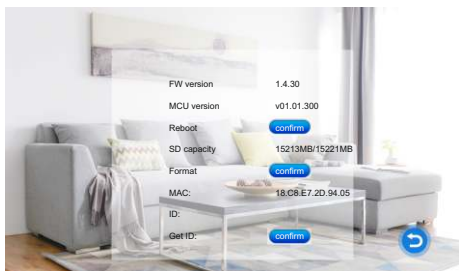 FW version 1.4.30
MCU version v01.01.300
Reboot confirm
SD capacity 15213MB/15221MB
Format confirm
MAC: 18.C8.E7.2D.94.05
ID:
Get ID: confirm